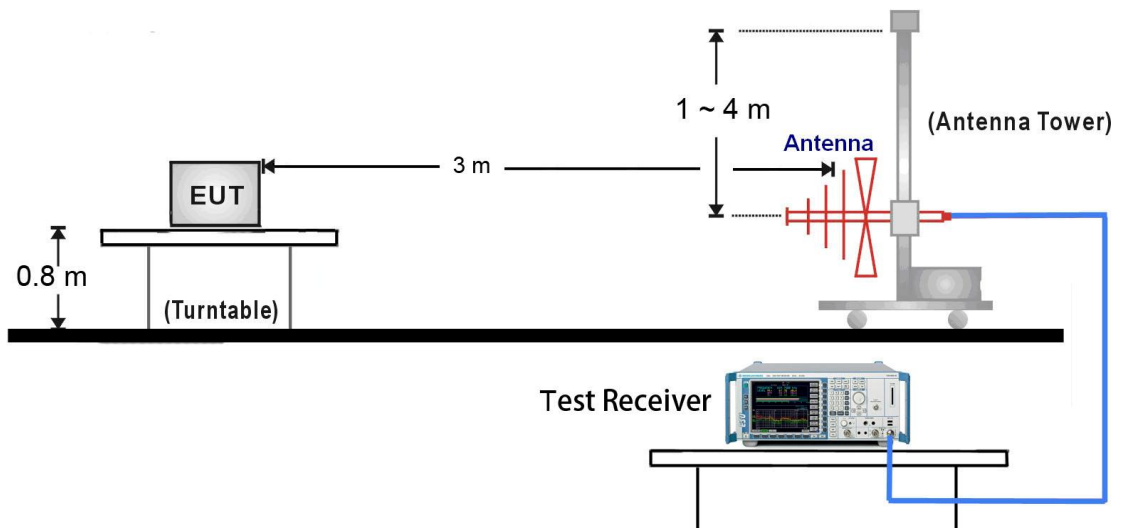 1 ~ 4 m
(Antenna Tower)
Antenna
3 m
EUT
0.8 m
(Turntable)
Test Receiver